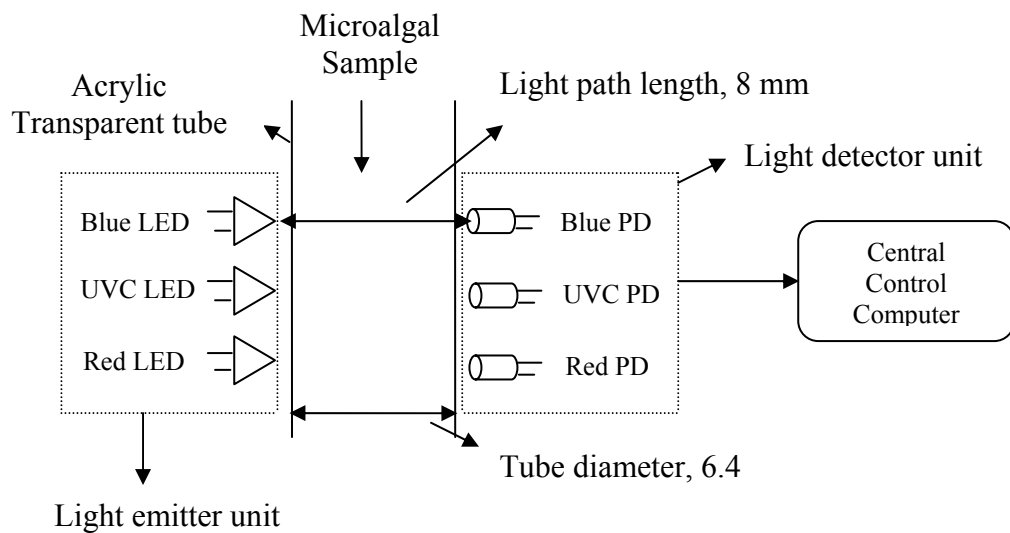 Microalgal
Sample
Light path length, 8 mm
Acrylic
Transparent tube
Light detector unit
Blue LED
Blue PD
UVC LED
UVC PD
Red LED
Red PD
Central
Control
Computer
Tube diameter, 6.4
Light emitter unit